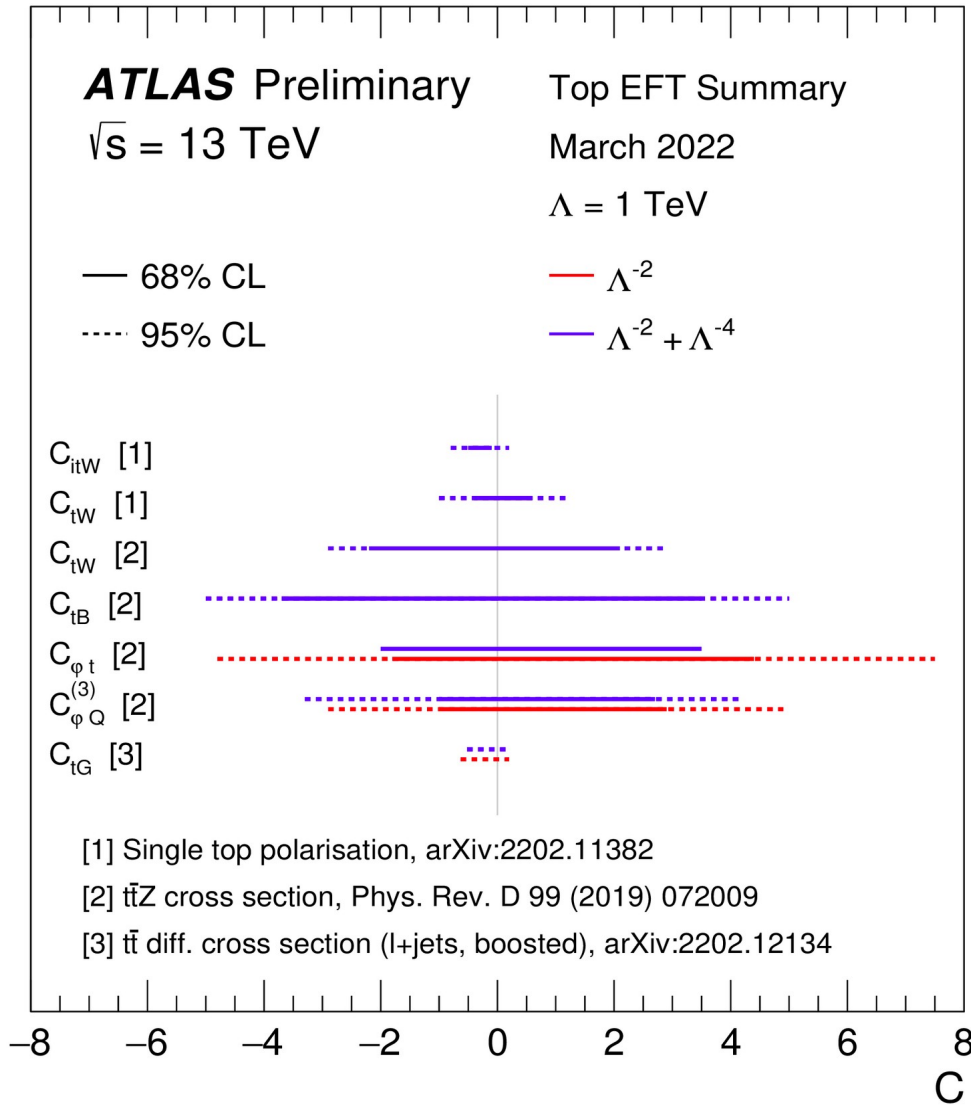 ATLAS Preliminary
√s = 13 TeV
Top EFT Summary
March 2022
Λ = 1 TeV
68% CL
95% CL
Λ⁻²
Λ⁻² + Λ⁻⁴
C_itW [1]
C_tW [1]
C_tW [2]
C_tB [2]
C_φt [2]
C_φQ^(3) [2]
C_tG [3]
[1] Single top polarisation, arXiv:2202.11382
[2] tt̄Z cross section, Phys. Rev. D 99 (2019) 072009
[3] tt̄ diff. cross section (l+jets, boosted), arXiv:2202.12134
−8 −6 −4 −2 0 2 4 6 8
C